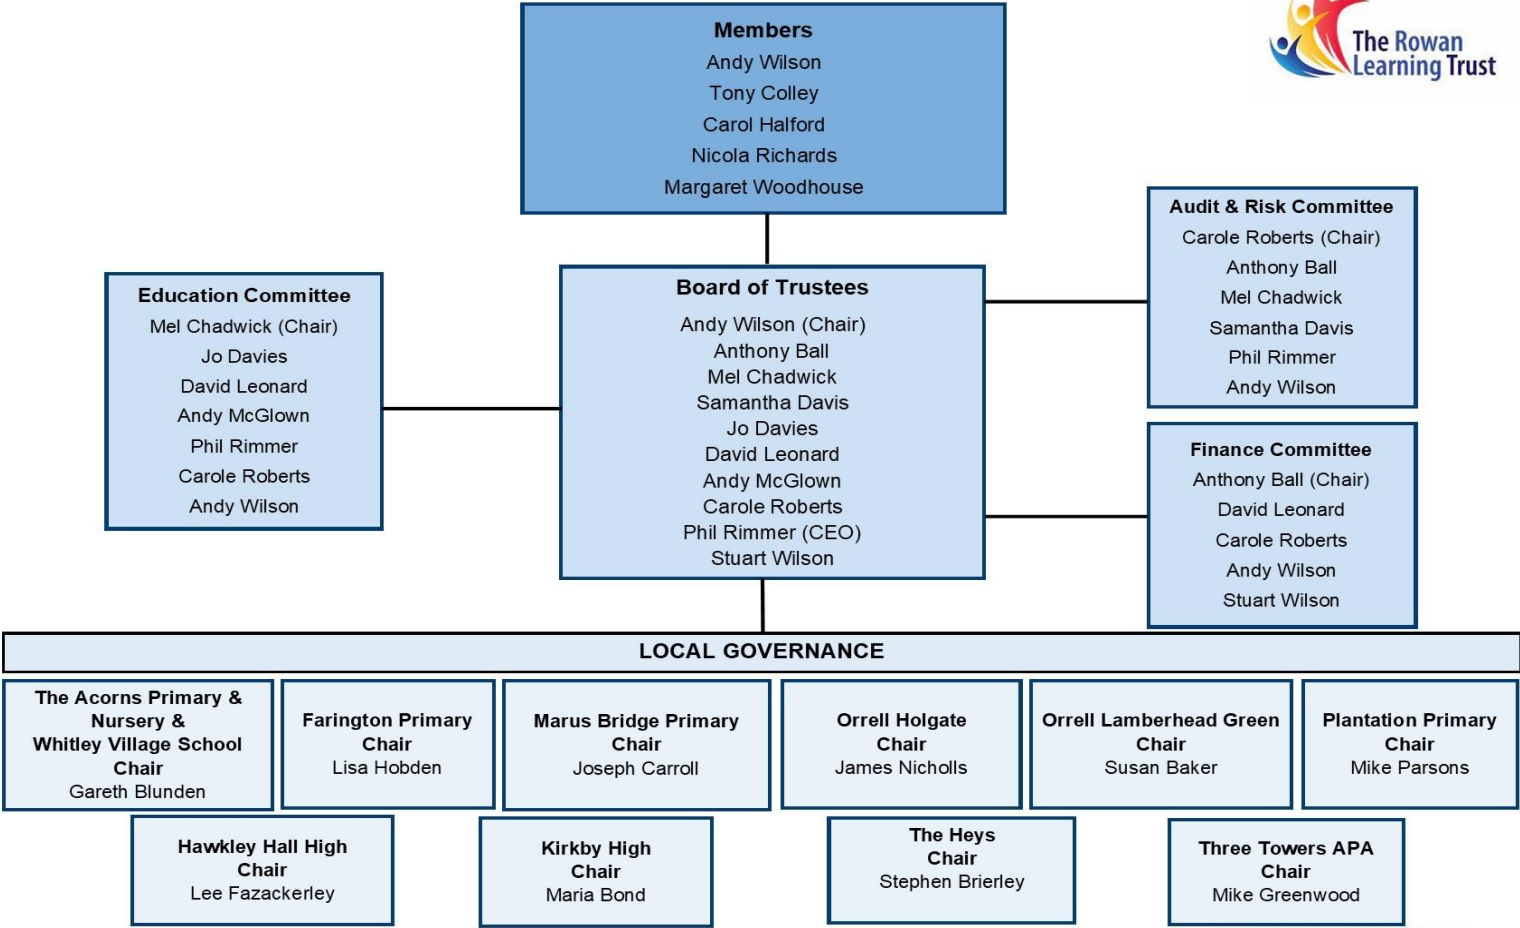 Members
Andy Wilson
Tony Colley
Carol Halford
Nicola Richards
Margaret Woodhouse
The Rowan
Learning Trust
Audit & Risk Committee
Carole Roberts (Chair)
Anthony Ball
Mel Chadwick
Samantha Davis
Phil Rimmer
Andy Wilson
Education Committee
Mel Chadwick (Chair)
Jo Davies
David Leonard
Andy McGlown
Phil Rimmer
Carole Roberts
Andy Wilson
Board of Trustees
Andy Wilson (Chair)
Anthony Ball
Mel Chadwick
Samantha Davis
Jo Davies
David Leonard
Andy McGlown
Carole Roberts
Phil Rimmer (CEO)
Stuart Wilson
Finance Committee
Anthony Ball (Chair)
David Leonard
Carole Roberts
Andy Wilson
Stuart Wilson
LOCAL GOVERNANCE
The Acorns Primary &
Nursery &
Whitley Village School
Chair
Gareth Blunden
Farington Primary
Chair
Lisa Hobden
Marus Bridge Primary
Chair
Joseph Carroll
Orrell Holgate
Chair
James Nicholls
Orrell Lamberhead Green
Chair
Susan Baker
Plantation Primary
Chair
Mike Parsons
Hawkley Hall High
Chair
Lee Fazackerley
Kirkby High
Chair
Maria Bond
The Heys
Chair
Stephen Brierley
Three Towers APA
Chair
Mike Greenwood